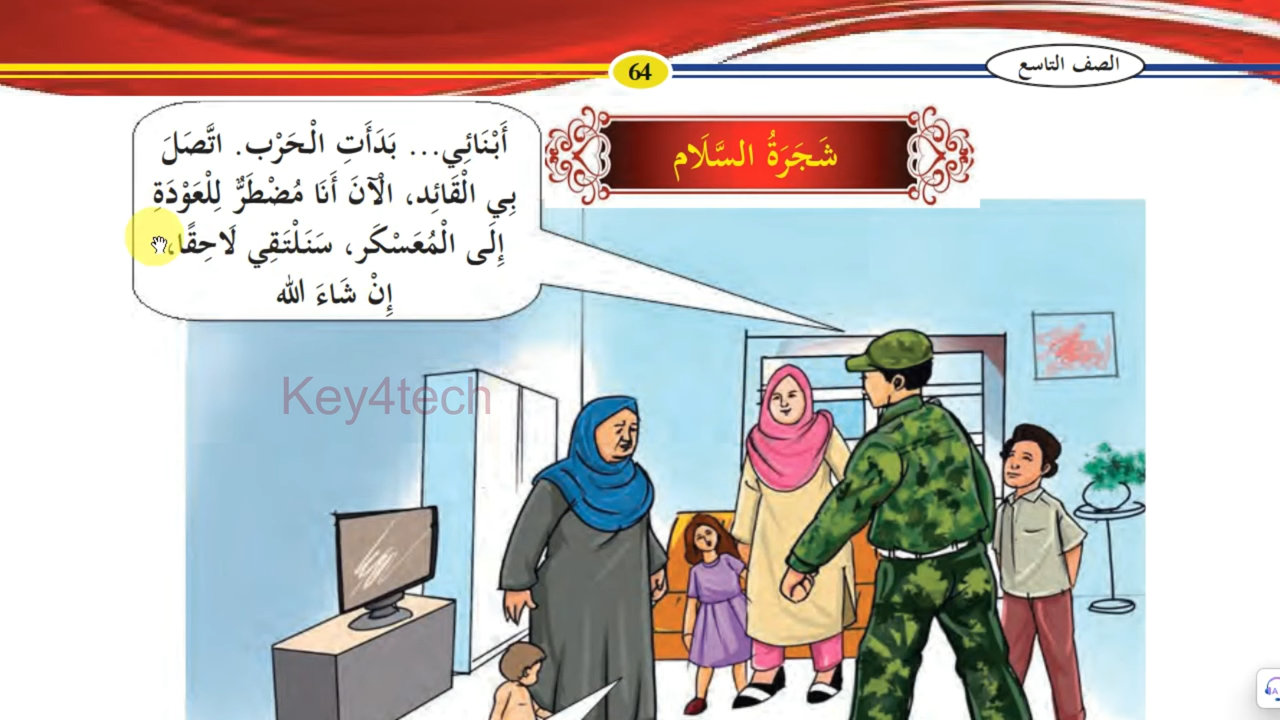 الصف التاسع
64
شَجَرَةُ السَّلَام
أَبْنَائِي... بَدَأَتِ الْحَرْب. اتَّصَلَ
بِي الْقَائِد، الْآنَ أَنَا مُضْطَرٌّ لِلْعَوْدَةِ
إِلَى الْمُعَسْكَر، سَنَلْتَقِي لَاحِقًا،
إِنْ شَاءَ الله
Key4tech